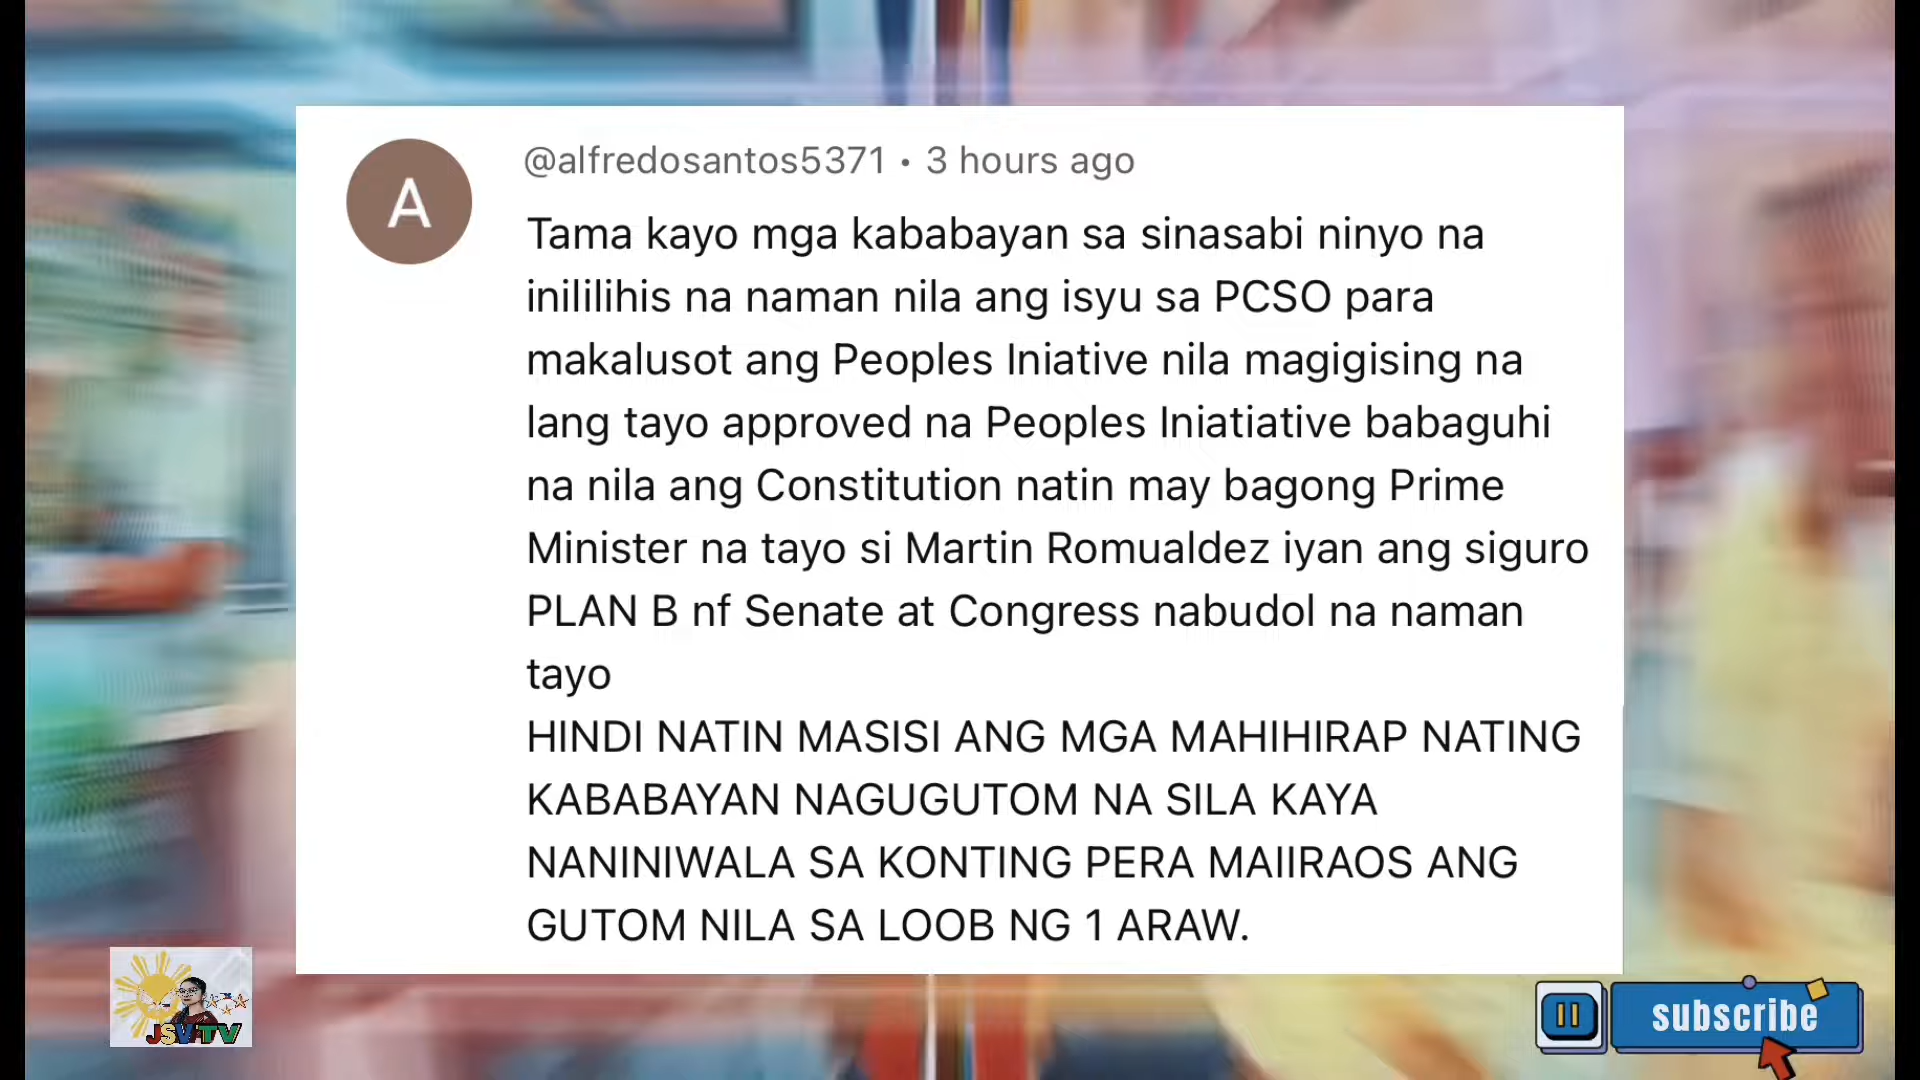 A
@alfredosantos5371 • 3 hours ago
Tama kayo mga kababayan sa sinasabi ninyo na
inililihis na naman nila ang isyu sa PCSO para
makalusot ang Peoples Iniative nila magigising na
lang tayo approved na Peoples Iniatiative babaguhi
na nila ang Constitution natin may bagong Prime
Minister na tayo si Martin Romualdez iyan ang siguro
PLAN B nf Senate at Congress nabudol na naman
tayo
HINDI NATIN MASISI ANG MGA MAHIHIRAP NATING
KABABAYAN NAGUGUTOM NA SILA KAYA
NANINIWALA SA KONTING PERA MAIIRAOS ANG
GUTOM NILA SA LOOB NG 1 ARAW.
JSV TV
subscribe